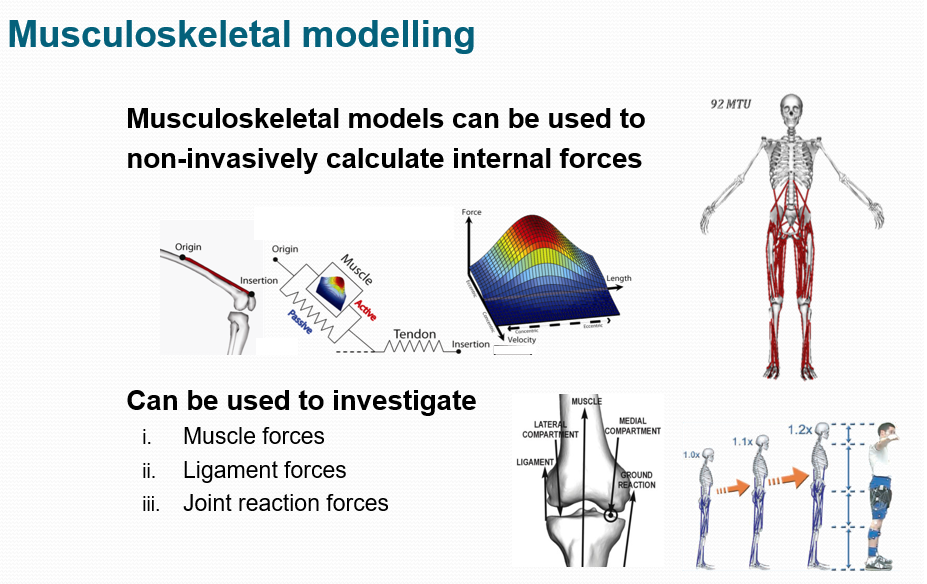 Musculoskeletal modelling
Musculoskeletal models can be used to
non-invasively calculate internal forces
92 MTU
Origin
Insertion
Origin
Muscle
Active
Passive
Tendon
Insertion
Force
Length
Eccentric
Concentric
Concentric
Eccentric
Velocity
Can be used to investigate
i. Muscle forces
ii. Ligament forces
iii. Joint reaction forces
MUSCLE
LATERAL
COMPARTMENT
MEDIAL
COMPARTMENT
LIGAMENT
GROUND
REACTION
1.0x
1.1x
1.2x